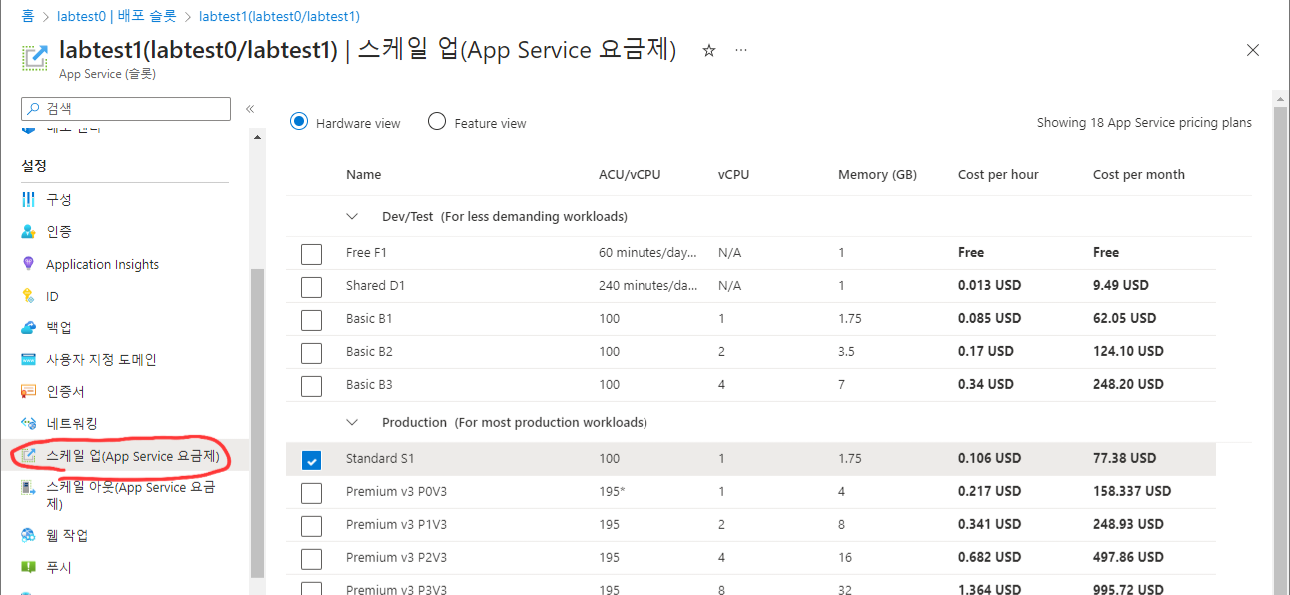 홈 > labtest0 | 배포 슬롯 > labtest1(labtest0/labtest1)
labtest1(labtest0/labtest1) | 스케일 업(App Service 요금제)
App Service (슬롯)
검색
설정
구성
인증
Application Insights
ID
백업
사용자 지정 도메인
인증서
네트워킹
스케일 업(App Service 요금제)
스케일 아웃(App Service 요금
제)
웹 작업
푸시
Hardware view Feature view Showing 18 App Service pricing plans
Name ACU/vCPU vCPU Memory (GB) Cost per hour Cost per month
Dev/Test (For less demanding workloads)
Free F1 60 minutes/day... N/A 1 Free Free
Shared D1 240 minutes/da... N/A 1 0.013 USD 9.49 USD
Basic B1 100 1 1.75 0.085 USD 62.05 USD
Basic B2 100 2 3.5 0.17 USD 124.10 USD
Basic B3 100 4 7 0.34 USD 248.20 USD
Production (For most production workloads)
Standard S1 100 1 1.75 0.106 USD 77.38 USD
Premium v3 P0V3 195* 1 4 0.217 USD 158.337 USD
Premium v3 P1V3 195 2 8 0.341 USD 248.93 USD
Premium v3 P2V3 195 4 16 0.682 USD 497.86 USD
Premium v3 P3V3 195 8 32 1.364 USD 995.72 USD